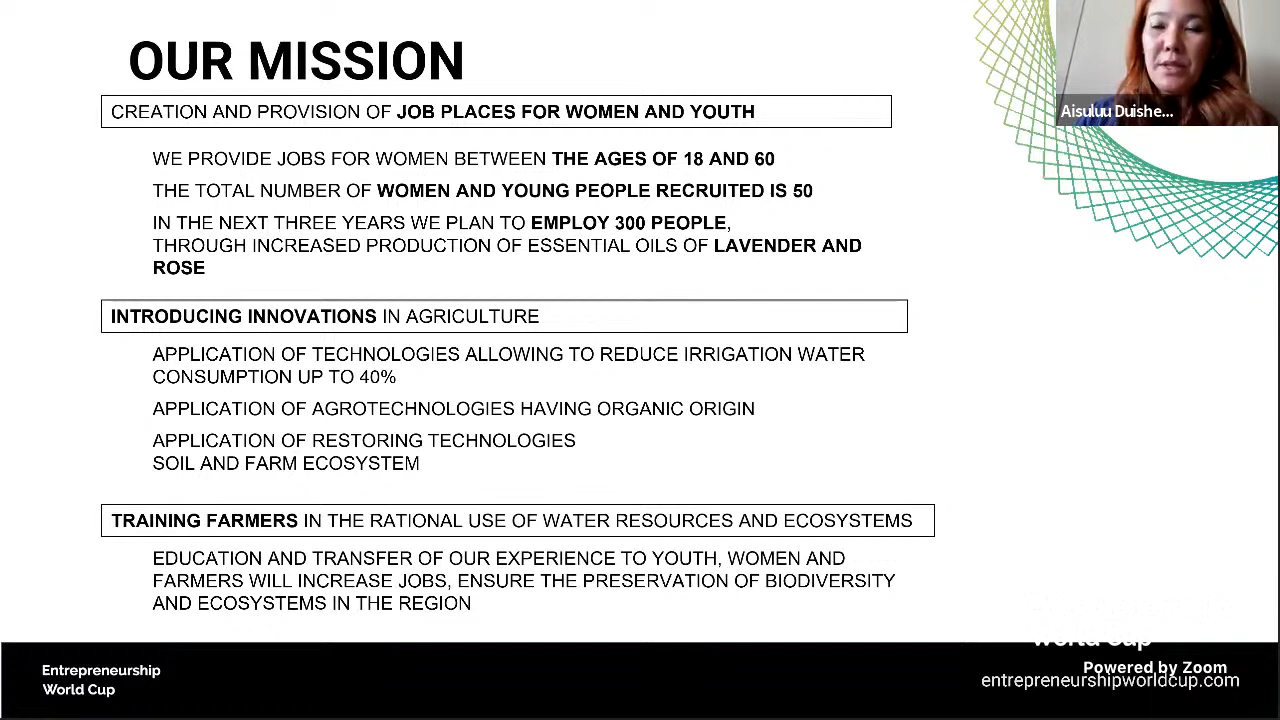 OUR MISSION
CREATION AND PROVISION OF JOB PLACES FOR WOMEN AND YOUTH
WE PROVIDE JOBS FOR WOMEN BETWEEN THE AGES OF 18 AND 60
THE TOTAL NUMBER OF WOMEN AND YOUNG PEOPLE RECRUITED IS 50
IN THE NEXT THREE YEARS WE PLAN TO EMPLOY 300 PEOPLE,
THROUGH INCREASED PRODUCTION OF ESSENTIAL OILS OF LAVENDER AND
ROSE
INTRODUCING INNOVATIONS IN AGRICULTURE
APPLICATION OF TECHNOLOGIES ALLOWING TO REDUCE IRRIGATION WATER
CONSUMPTION UP TO 40%
APPLICATION OF AGROTECHNOLOGIES HAVING ORGANIC ORIGIN
APPLICATION OF RESTORING TECHNOLOGIES
SOIL AND FARM ECOSYSTEM
TRAINING FARMERS IN THE RATIONAL USE OF WATER RESOURCES AND ECOSYSTEMS
EDUCATION AND TRANSFER OF OUR EXPERIENCE TO YOUTH, WOMEN AND
FARMERS WILL INCREASE JOBS, ENSURE THE PRESERVATION OF BIODIVERSITY
AND ECOSYSTEMS IN THE REGION
Aisuluu Duishe...
Entrepreneurship
World Cup
World Cup
Powered by Zoom
entrepreneurshipworldcup.com